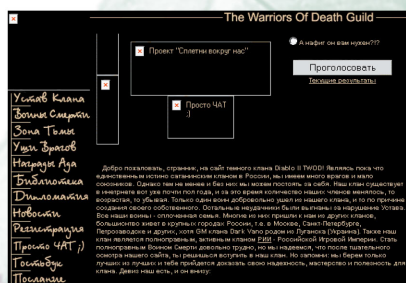 The Warriors Of Death Guild
А нафиг он вам нужен?!?
Проект "Сплетни вокруг нас"
Проголосовать
Текущие результаты
Просто ЧАТ
;)
Устав Клана
Воины Смерти
Зона Тьмы
Уши Врагов
Награды Ада
Библиотека
Дипломатия
Новости
Регистрация
Просто ЧАТ ;)
Гостьбук
Послание
Добро пожаловать, странник, на сайт темного клана Diablo II TWOD! Являясь пока что
единственным истино сатанинским кланом в России, мы имеем много врагов и мало
союзников. Однако тем не менее и без них мы можем постоять за себя. Наш клан существует
в инетрнете вот уже почти пол года, и за это время количество наших членов менялось, то
возрастая, то убывая. Только один воин добровольно ушел из нашего клана, и то по причине
создания своего собственного. Остальные неудачники были выгнаны за нарушение Устава.
Все наши воины - сплоченная семья. Многие из них пришли к нам из других кланов,
большинство живет в крупных городах России, т.е. в Москве, Санкт-Петербурге,
Петрозаводске и других, хотя GM клана Dark Vano родом из Луганска (Украина). Также наш
клан является полноправным, активным кланом РИИ - Российской Игровой Империи. Стать
полноправным Воином Смерти довольно трудно, но мы надеемся, что после тщательного
осмотра нашего сайта, ты решишься вступить в наш клан. Но запомни: мы берем только
лучших из лучших и тебе прийдется доказать свою надежность, мастерство и полезность для
клана. Девиз наш есть, и он внизу: